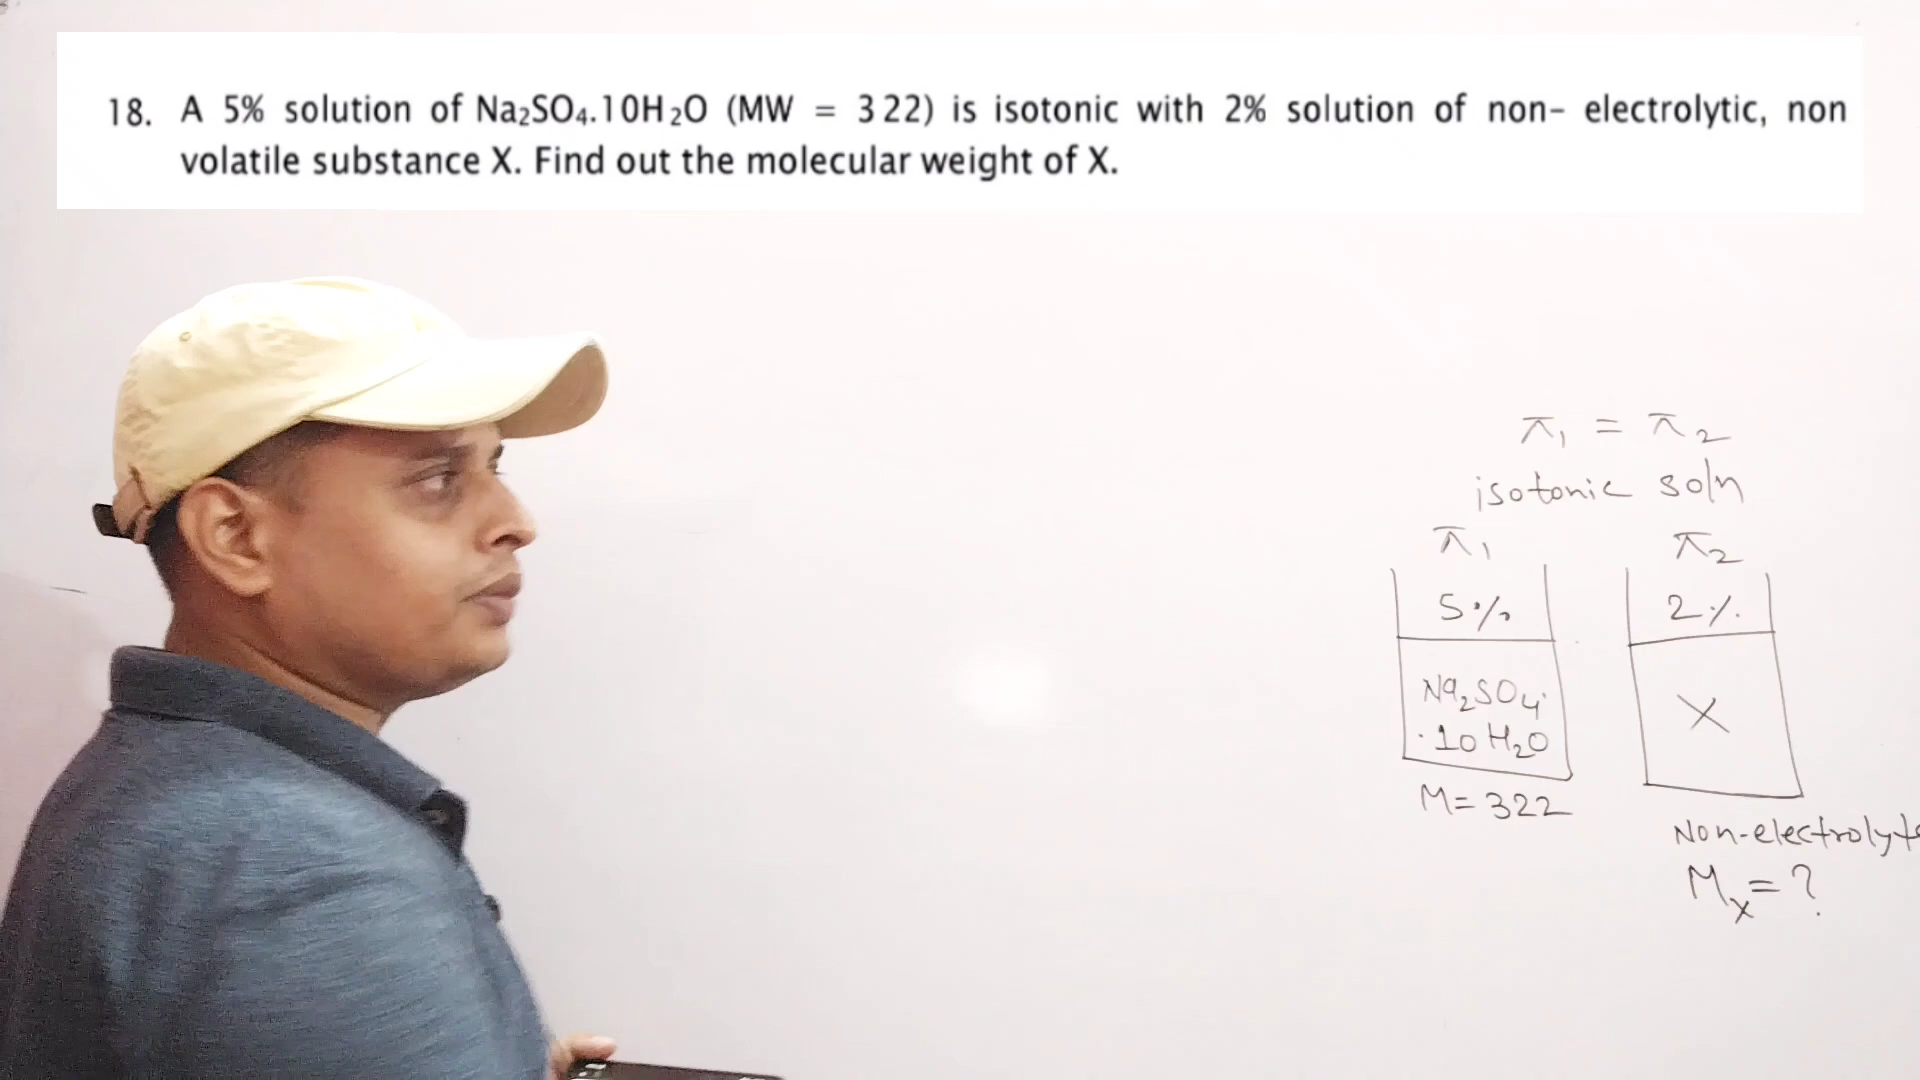 18. A 5% solution of Na₂SO₄.10H₂O (MW = 322) is isotonic with 2% solution of non- electrolytic, non
volatile substance X. Find out the molecular weight of X.
π₁ = π₂
isotonic soln
π₁ π₂
5% 2%
Na₂SO₄. X
·10H₂O
M=322
Non-electrolyte
Mₓ=?